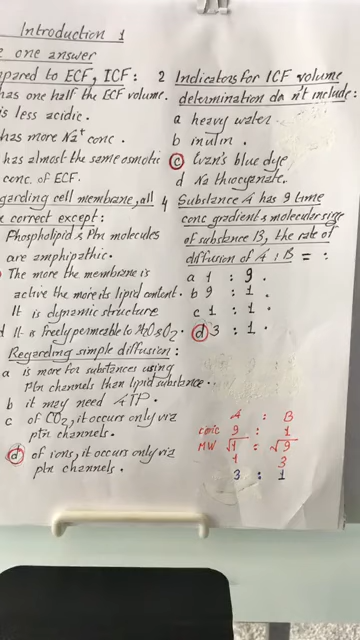 Introduction 1
one answer
pared to ECF, ICF:
has one half the ECF volume.
is less acidic.
has more Na+ conc.
has almost the same osmotic
conc. of ECF.
garding cell membrane, all
correct except:
Phospholipid & Ptn molecules
are amphipathic.
The more the membrane is
active the more its lipid content.
It is dynamic structure
It is freely permeable to H2O & O2.
Regarding simple diffusion:
a is more for substances using
Ptn channels than lipid substance.
b it may need ATP.
c of CO2, it occurs only via
ptn channels.
d of ions, it occurs only via
ptn channels.
2 Indicators for ICF volume
determination do n't include:
a heavy water
b inulin.
c Evan's blue dye
d Na thiocyanate.
4 Substance A has 9 time
conc gradient & molecular size
of substance B, the rate of
diffusion of A : B = :
a 1 : 9.
b 9 : 1.
c 1 : 1.
d 3 : 1.
A : B
conc 9 : 1
MW √1 : √9
1 3
3 : 1